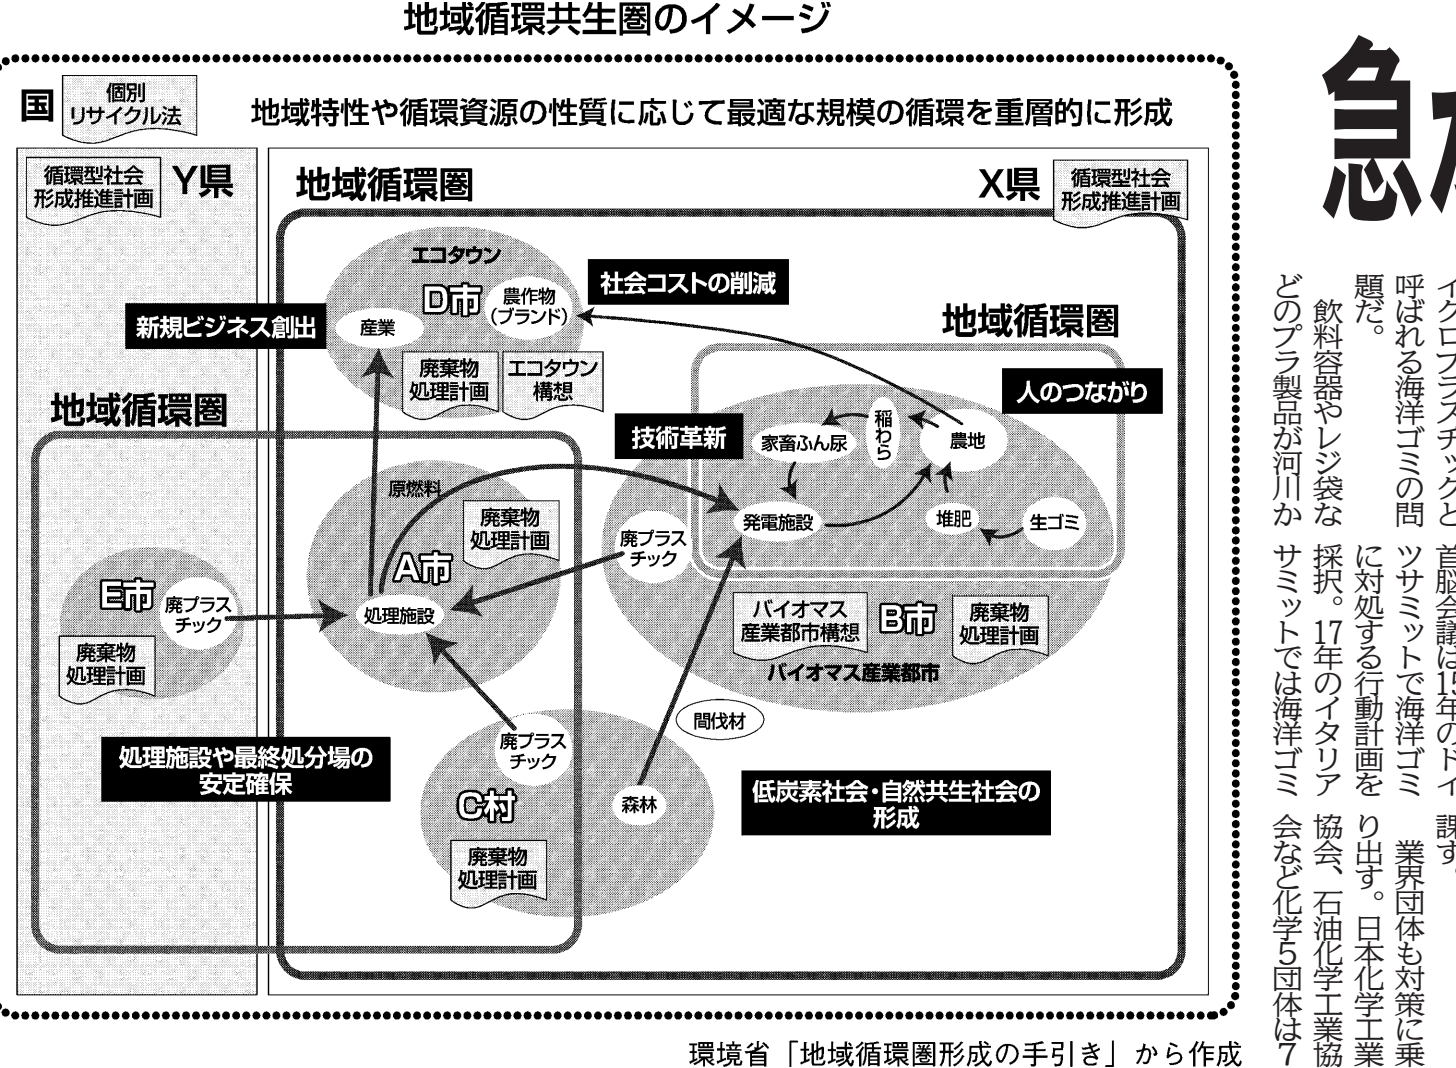 地域循環共生圏のイメージ
国
個別
リサイクル法
地域特性や循環資源の性質に応じて最適な規模の循環を重層的に形成
循環型社会
形成推進計画
Y県
地域循環圏
X県
循環型社会
形成推進計画
エコタウン
D市
農作物
(ブランド)
産業
廃棄物
処理計画
エコタウン
構想
新規ビジネス創出
社会コストの削減
地域循環圏
人のつながり
技術革新
家畜ふん尿
稲わら
農地
発電施設
堆肥
生ゴミ
廃プラス
チック
バイオマス
産業都市構想
B市
廃棄物
処理計画
バイオマス産業都市
地域循環圏
原燃料
廃棄物
処理計画
A市
処理施設
E市
廃プラス
チック
廃棄物
処理計画
処理施設や最終処分場の
安定確保
廃プラス
チック
C村
廃棄物
処理計画
森林
間伐材
低炭素社会・自然共生社会の
形成
環境省「地域循環圏形成の手引き」から作成
急
イクロプラスチックと
呼ばれる海洋ゴミの問
題だ。
飲料容器やレジ袋な
どのプラ製品が河川か
首脳会議は15年のドイ
ツサミットで海洋ゴミ
に対処する行動計画を
採択。17年のイタリア
サミットでは海洋ゴミ
課す。
業界団体も対策に乗
り出す。日本化学工業
協会、石油化学工業協
会など化学5団体は7